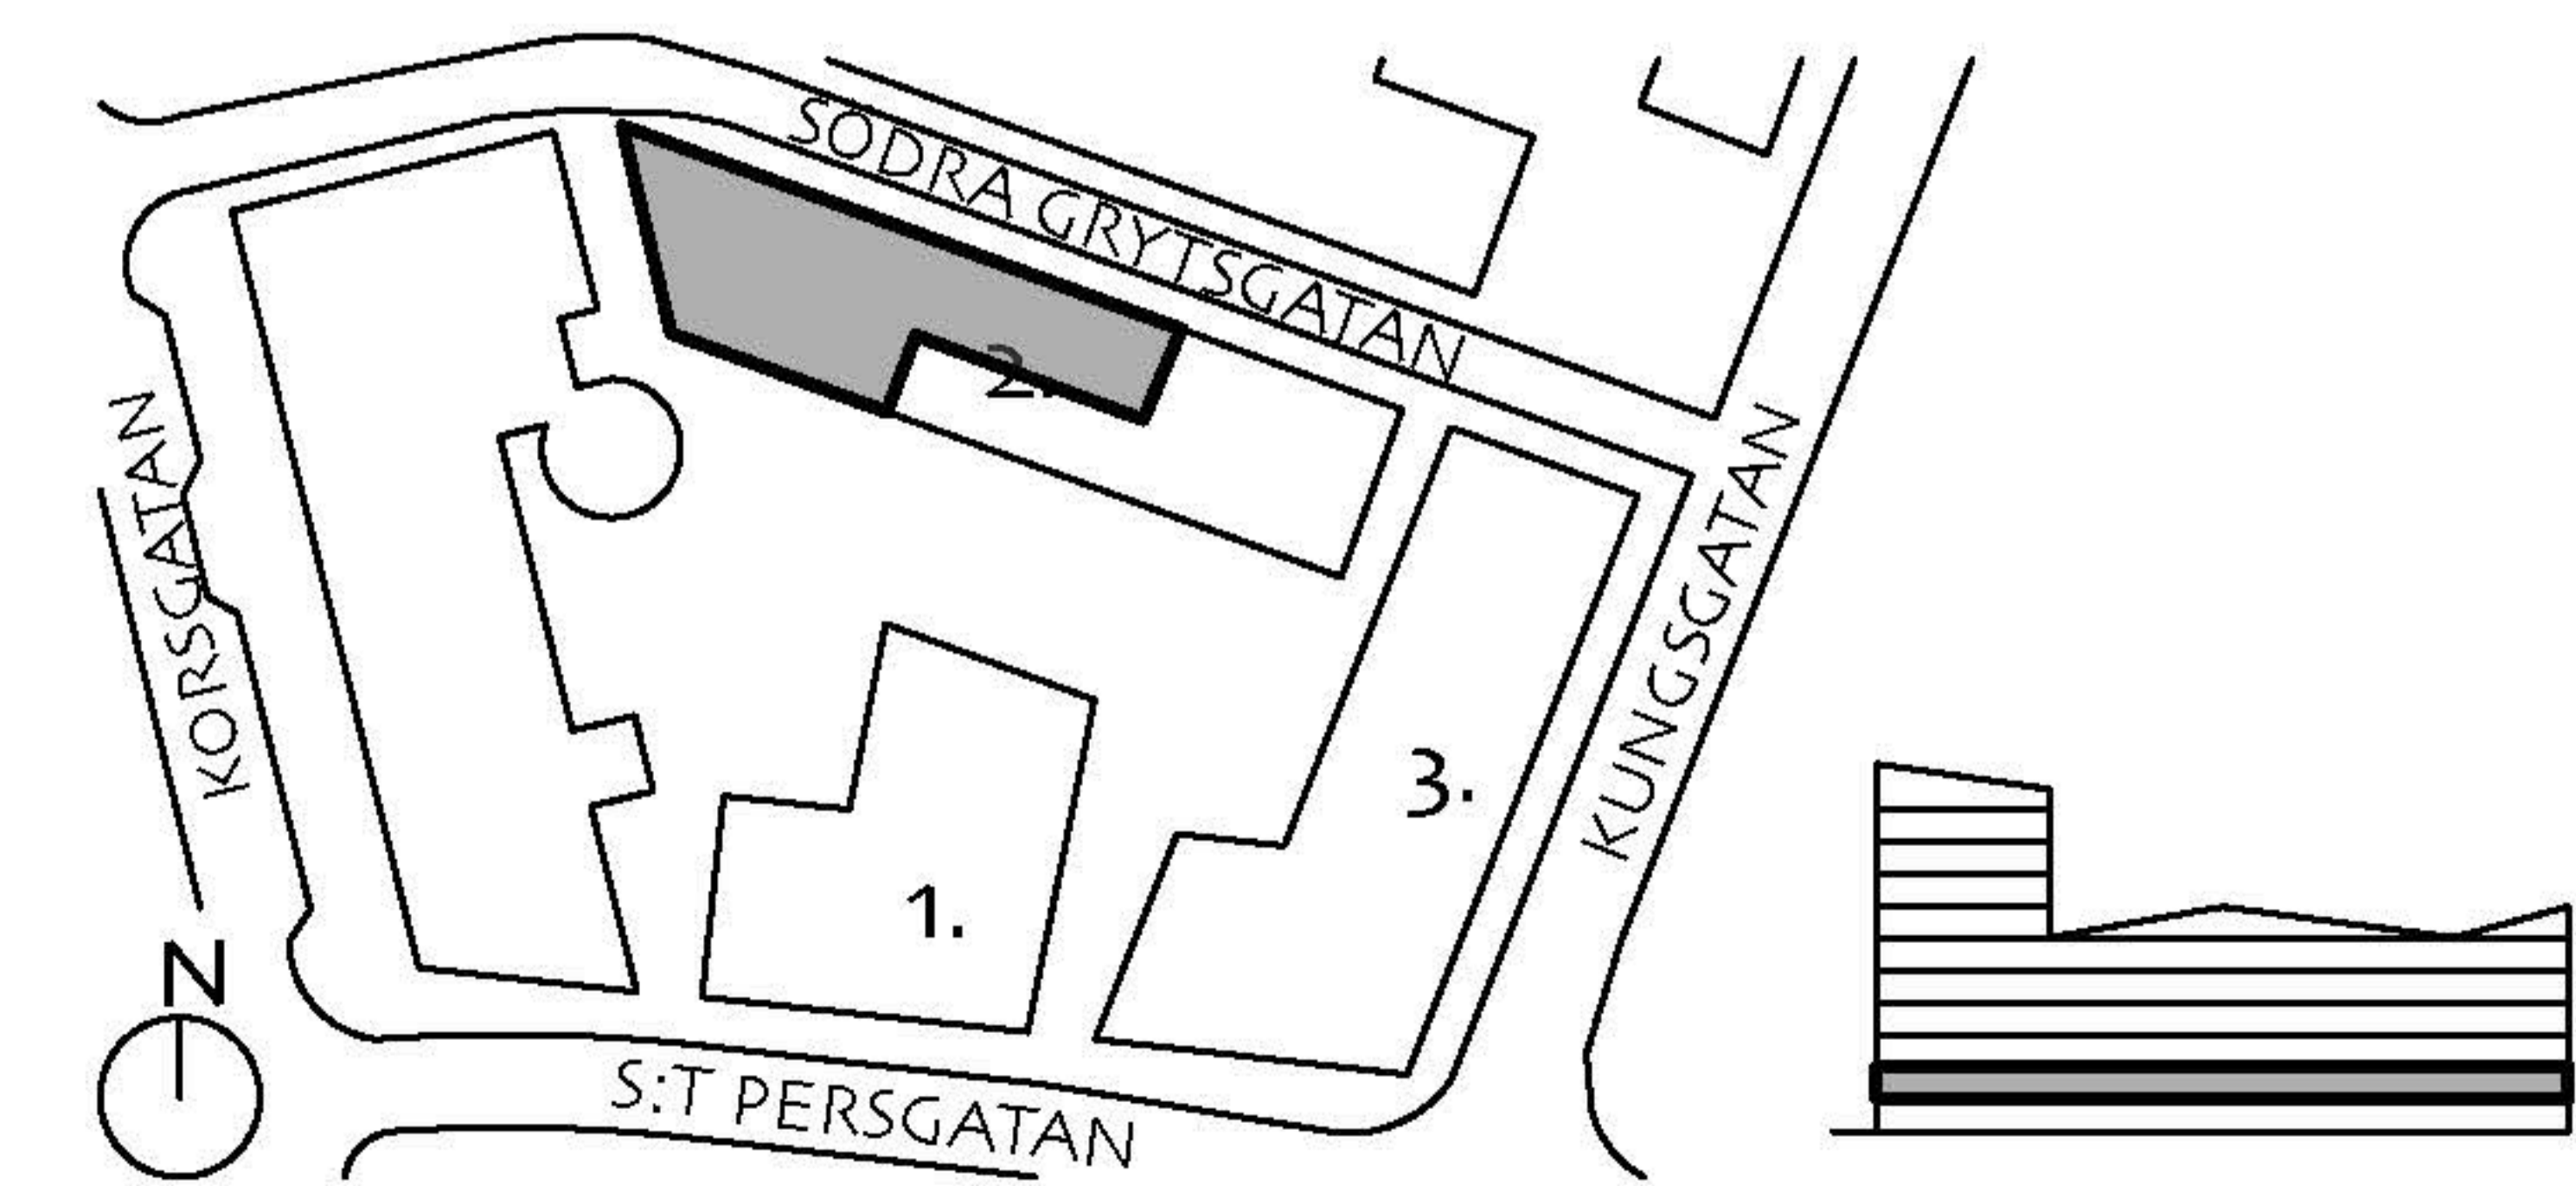 SÖDRA GRYTSGATAN
2.
KORSGATAN
KUNGSGATAN
3.
1.
N
S:T PERSGATAN